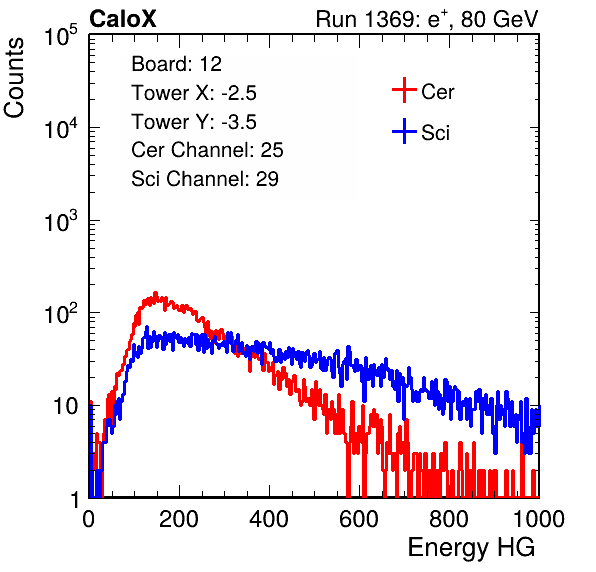 CaloX Run 1369: e⁺, 80 GeV
Counts
10⁵
10⁴
10³
10²
10
1
Board: 12
Tower X: -2.5
Tower Y: -3.5
Cer Channel: 25
Sci Channel: 29
Cer
Sci
0 200 400 600 800 1000
Energy HG